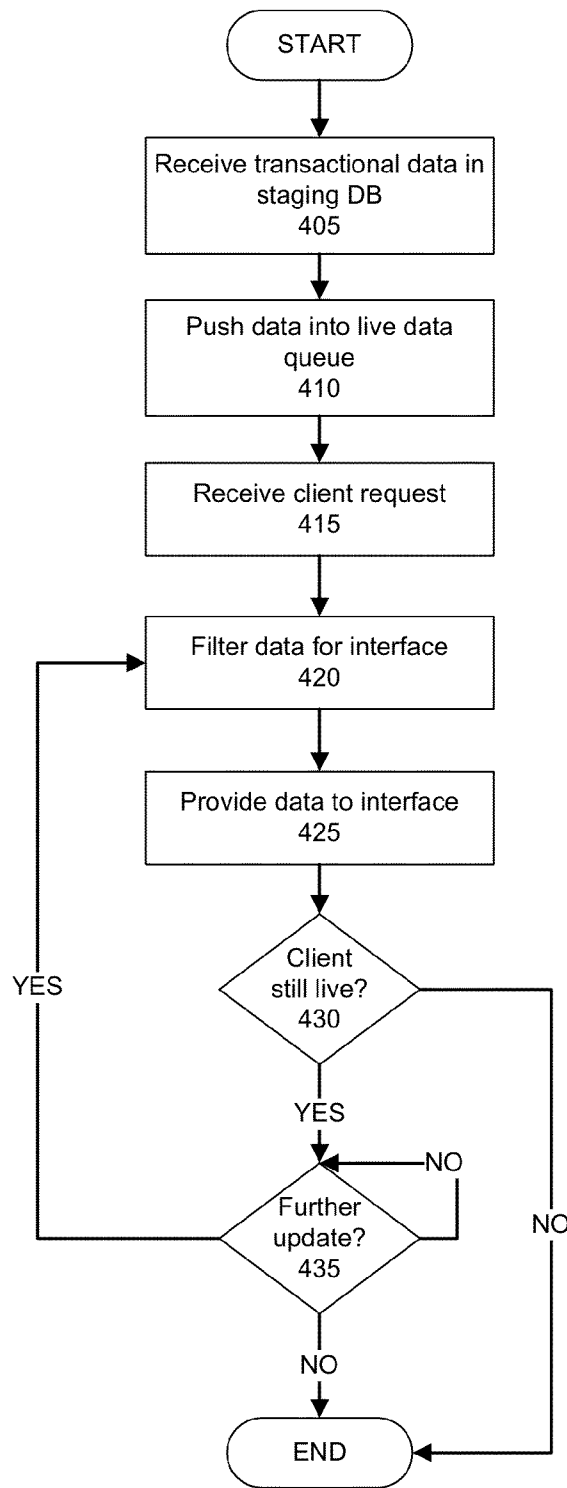 START
Receive transactional data in
staging DB
405
Push data into live data
queue
410
Receive client request
415
Filter data for interface
420
Provide data to interface
425
Client
still live?
430
YES
YES
NO
Further
update?
435
NO
NO
END